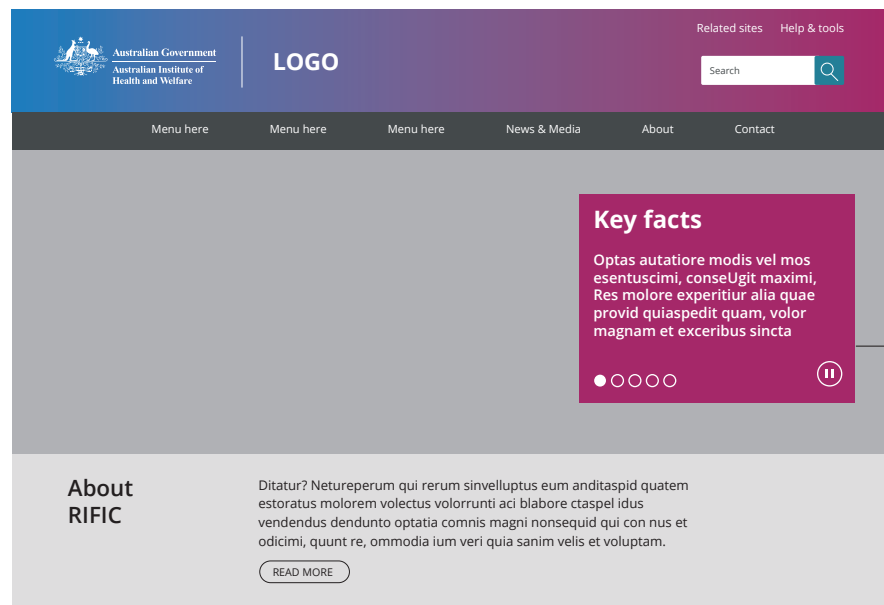 Related sites Help & tools
Australian Government
Australian Institute of
Health and Welfare
LOGO
Search
Menu here Menu here Menu here News & Media About Contact
Key facts
Optas autatiore modis vel mos
esentuscimi, conseUgit maximi,
Res molore experitiur alia quae
provid quiaspedit quam, volor
magnam et exceribus sincta
About
RIFIC
Ditatur? Netureperum qui rerum sinvelluptus eum anditaspid quatem
estoratus molorem volectus volorrunti aci blabore ctaspel idus
vendendus dendunto optatia comnis magni nonsequid qui con nus et
odicimi, quunt re, ommodia ium veri quia sanim velis et voluptam.
READ MORE